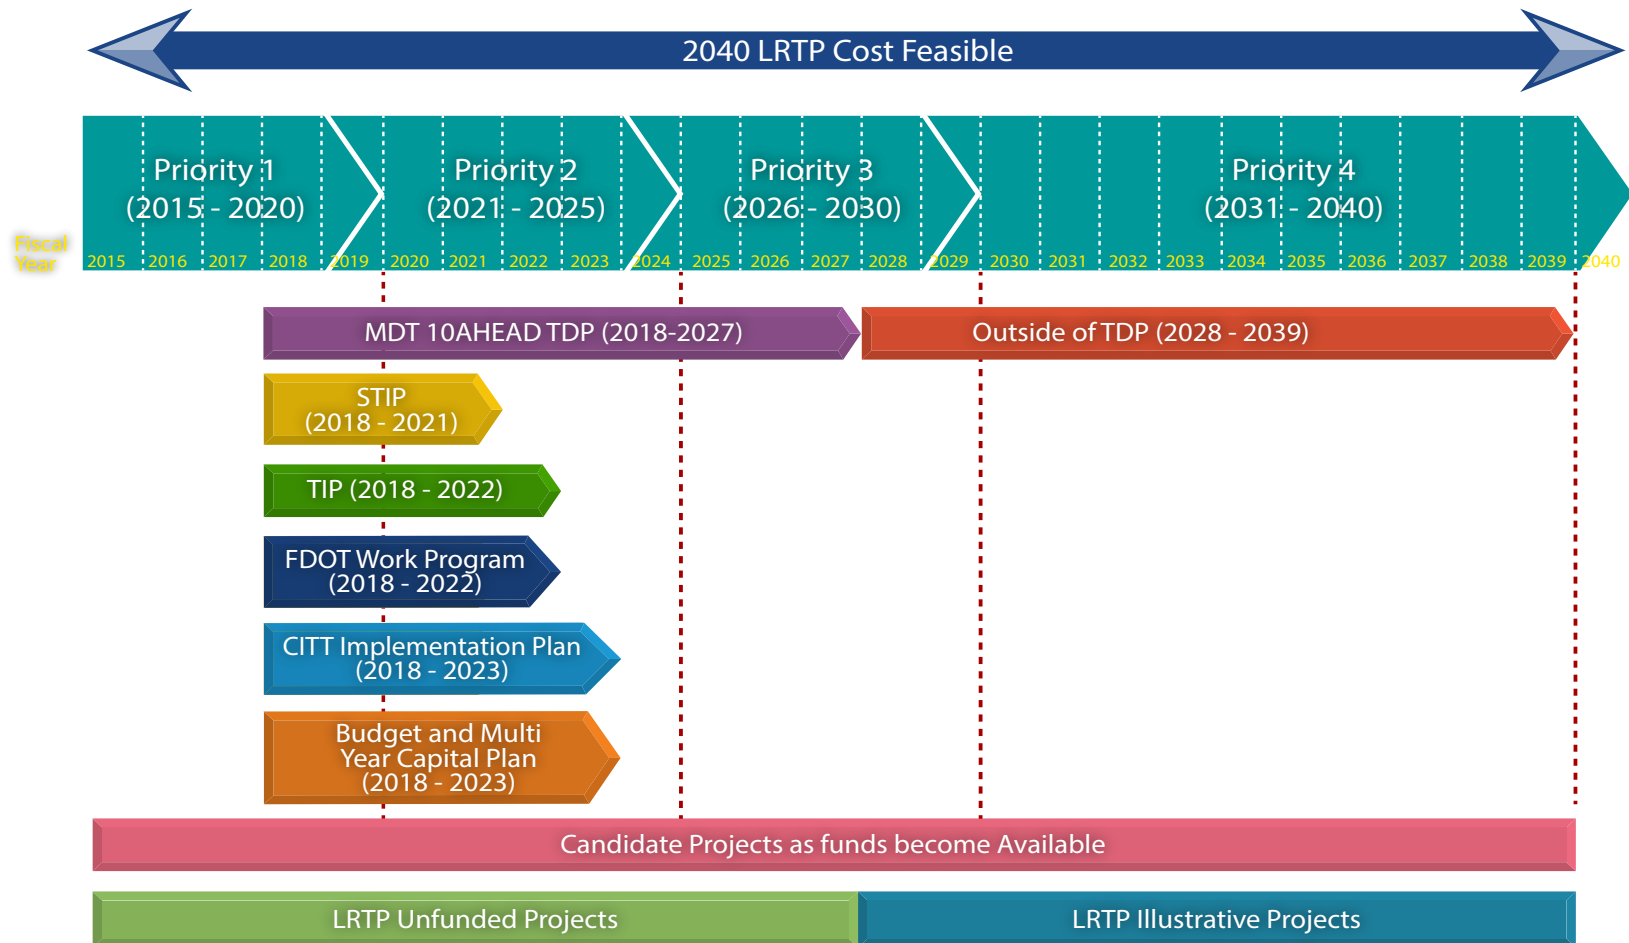 2040 LRTP Cost Feasible
Priority 1
(2015 - 2020)
Priority 2
(2021 - 2025)
Priority 3
(2026 - 2030)
Priority 4
(2031 - 2040)
Fiscal
Year
2015 2016 2017 2018 2019 2020 2021 2022 2023 2024 2025 2026 2027 2028 2029 2030 2031 2032 2033 2034 2035 2036 2037 2038 2039 2040
MDT 10AHEAD TDP (2018-2027)
Outside of TDP (2028 - 2039)
STIP
(2018 - 2021)
TIP (2018 - 2022)
FDOT Work Program
(2018 - 2022)
CITT Implementation Plan
(2018 - 2023)
Budget and Multi
Year Capital Plan
(2018 - 2023)
Candidate Projects as funds become Available
LRTP Unfunded Projects
LRTP Illustrative Projects